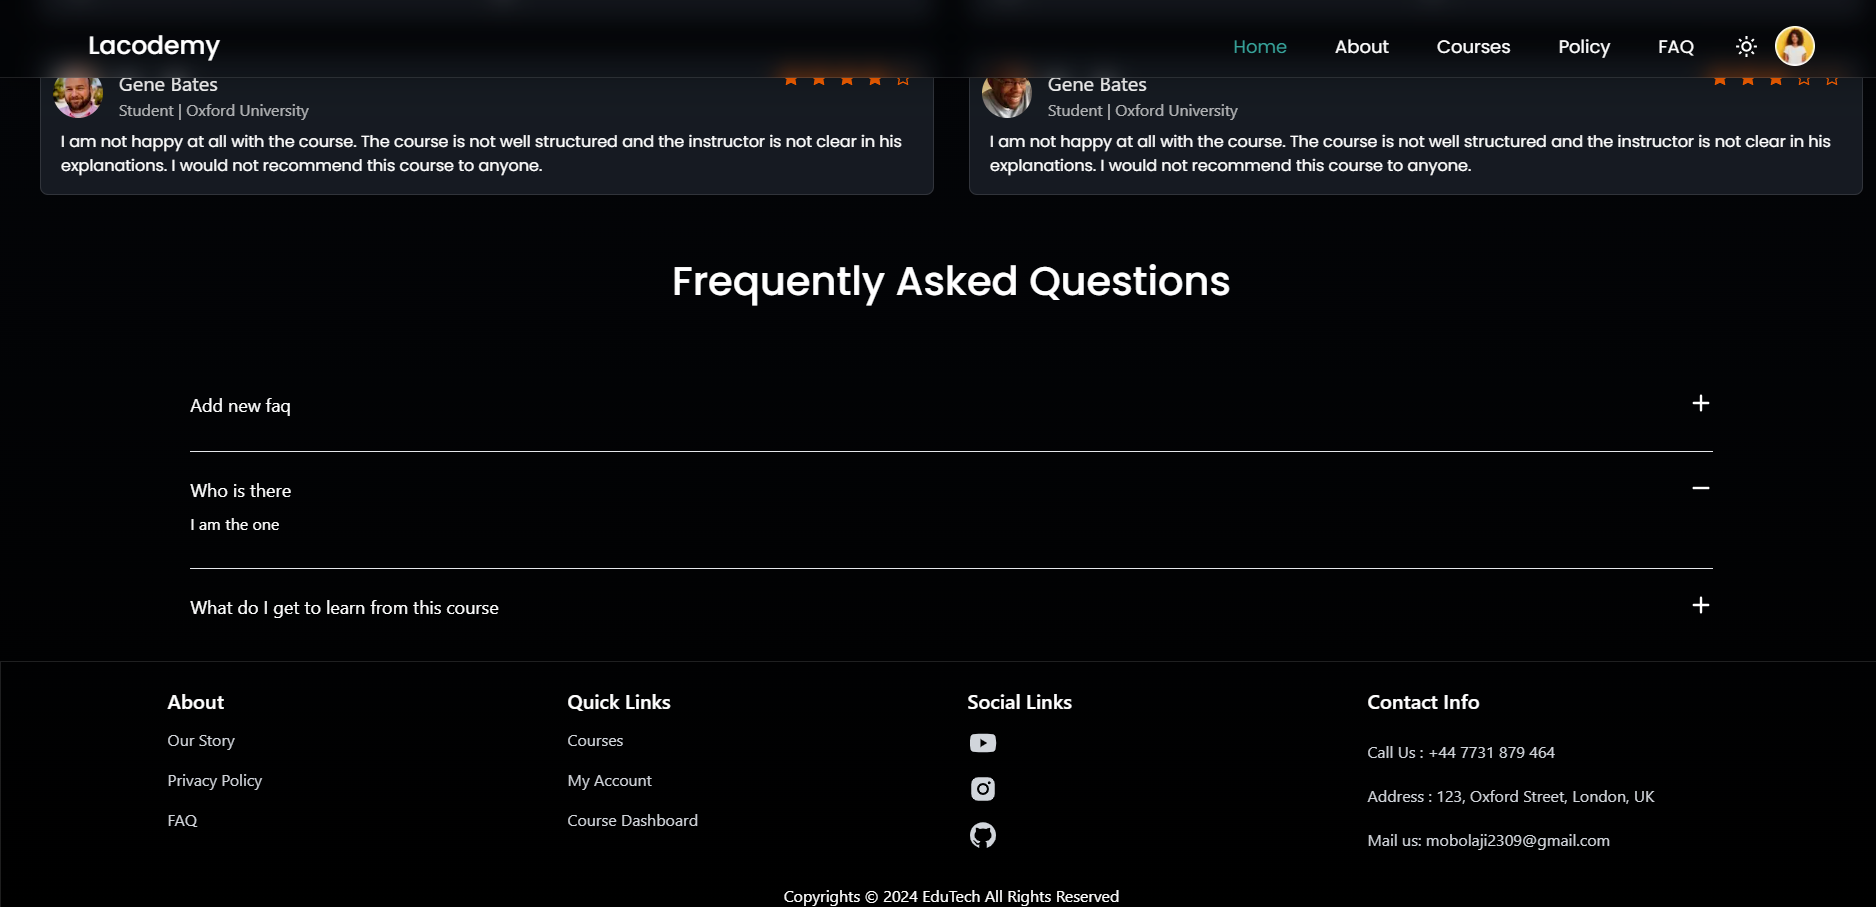 Lacodemy
Home About Courses Policy FAQ
Gene Bates
Student | Oxford University
I am not happy at all with the course. The course is not well structured and the instructor is not clear in his
explanations. I would not recommend this course to anyone.
Gene Bates
Student | Oxford University
I am not happy at all with the course. The course is not well structured and the instructor is not clear in his
explanations. I would not recommend this course to anyone.
Frequently Asked Questions
Add new faq
Who is there
I am the one
What do I get to learn from this course
About
Our Story
Privacy Policy
FAQ
Quick Links
Courses
My Account
Course Dashboard
Social Links
Contact Info
Call Us : +44 7731 879 464
Address : 123, Oxford Street, London, UK
Mail us: mobolaji2309@gmail.com
Copyrights © 2024 EduTech All Rights Reserved